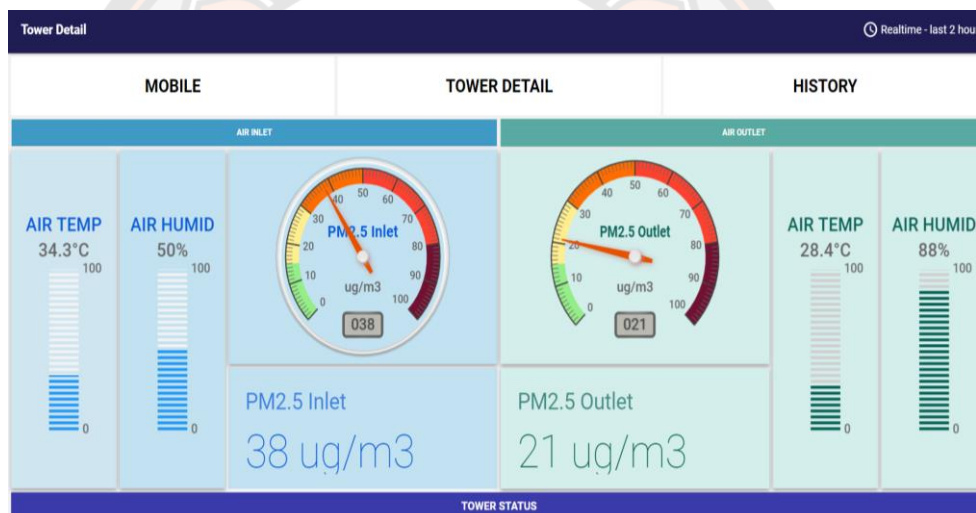 Tower Detail
Realtime - last 2 hou
MOBILE
TOWER DETAIL
HISTORY
AIR INLET
AIR OUTLET
AIR TEMP
34.3°C
100
0
AIR HUMID
50%
100
0
0
10
20
30
40
50
60
70
80
90
100
PM2.5 Inlet
ug/m3
038
PM2.5 Inlet
38 ug/m3
0
10
20
30
40
50
60
70
80
90
100
PM2.5 Outlet
ug/m3
021
PM2.5 Outlet
21 ug/m3
AIR TEMP
28.4°C
100
0
AIR HUMID
88%
100
0
TOWER STATUS